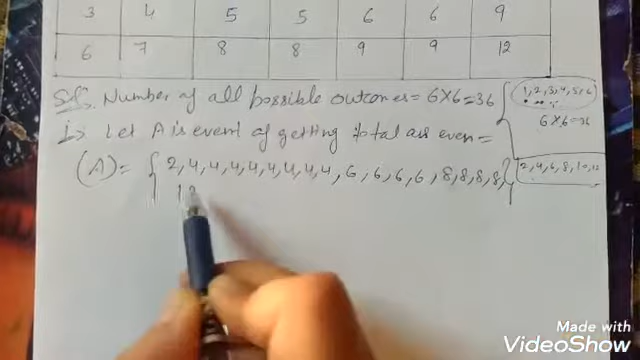 3 4 5 5 6 6 9
6 7 8 8 9 9 12
Sol. Number of all possible outcomes = 6×6=36
1,2,3,4,5,6
6×6=36
i) Let A is event of getting total an even =
(A) = { 2,4,4,4,4,4,4,4,4, 6, 6, 6, 6, 8,8,8,8,
2,4,6,8,10,12
Made with
VideoShow